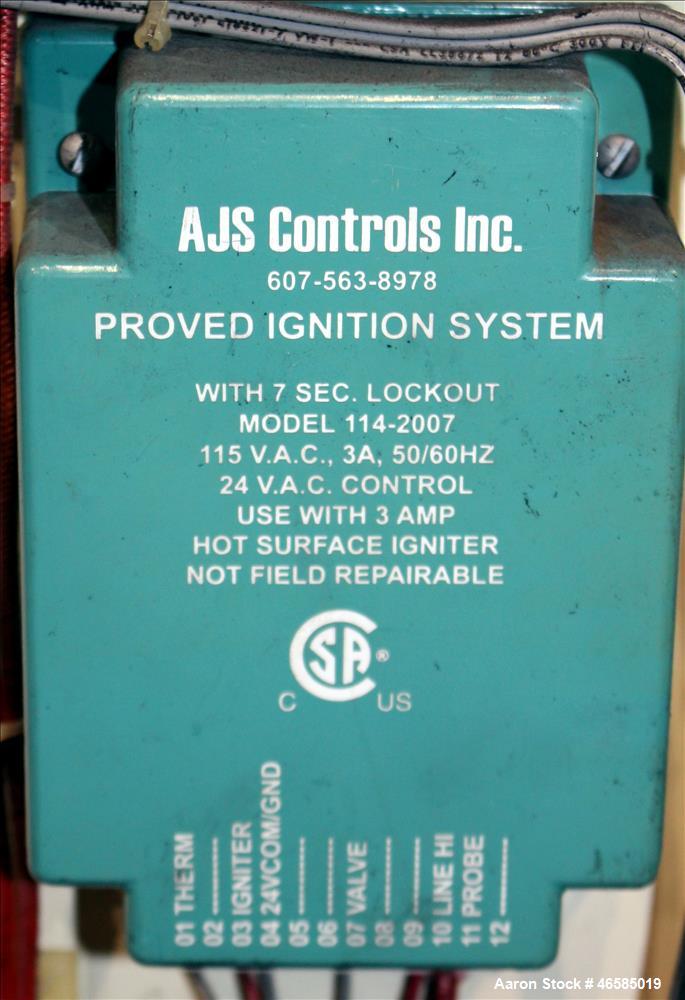 AJS Controls Inc.
607-563-8978
PROVED IGNITION SYSTEM
WITH 7 SEC. LOCKOUT
MODEL 114-2007
115 V.A.C., 3A, 50/60HZ
24 V.A.C. CONTROL
USE WITH 3 AMP
HOT SURFACE IGNITER
NOT FIELD REPAIRABLE
CSA ®
C US
01 THERM
02 --------
03 IGNITER
04 24VCOM/GND
05 --------
06 --------
07 VALVE
08 --------
09 --------
10 LINE HI
11 PROBE
12 --------
Aaron Stock # 46585019